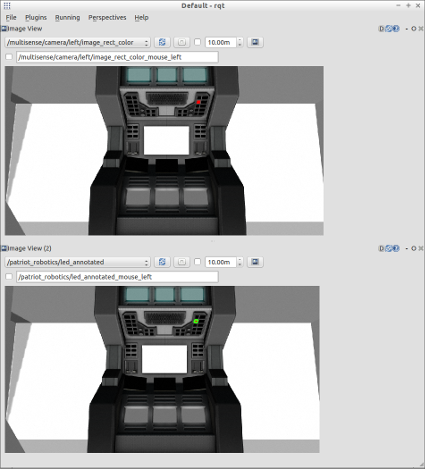 Default - rqt
File Plugins Running Perspectives Help
Image View
/multisense/camera/left/image_rect_color 10.00m
/multisense/camera/left/image_rect_color_mouse_left
Image View (2)
/patriot_robotics/led_annotated 10.00m
/patriot_robotics/led_annotated_mouse_left